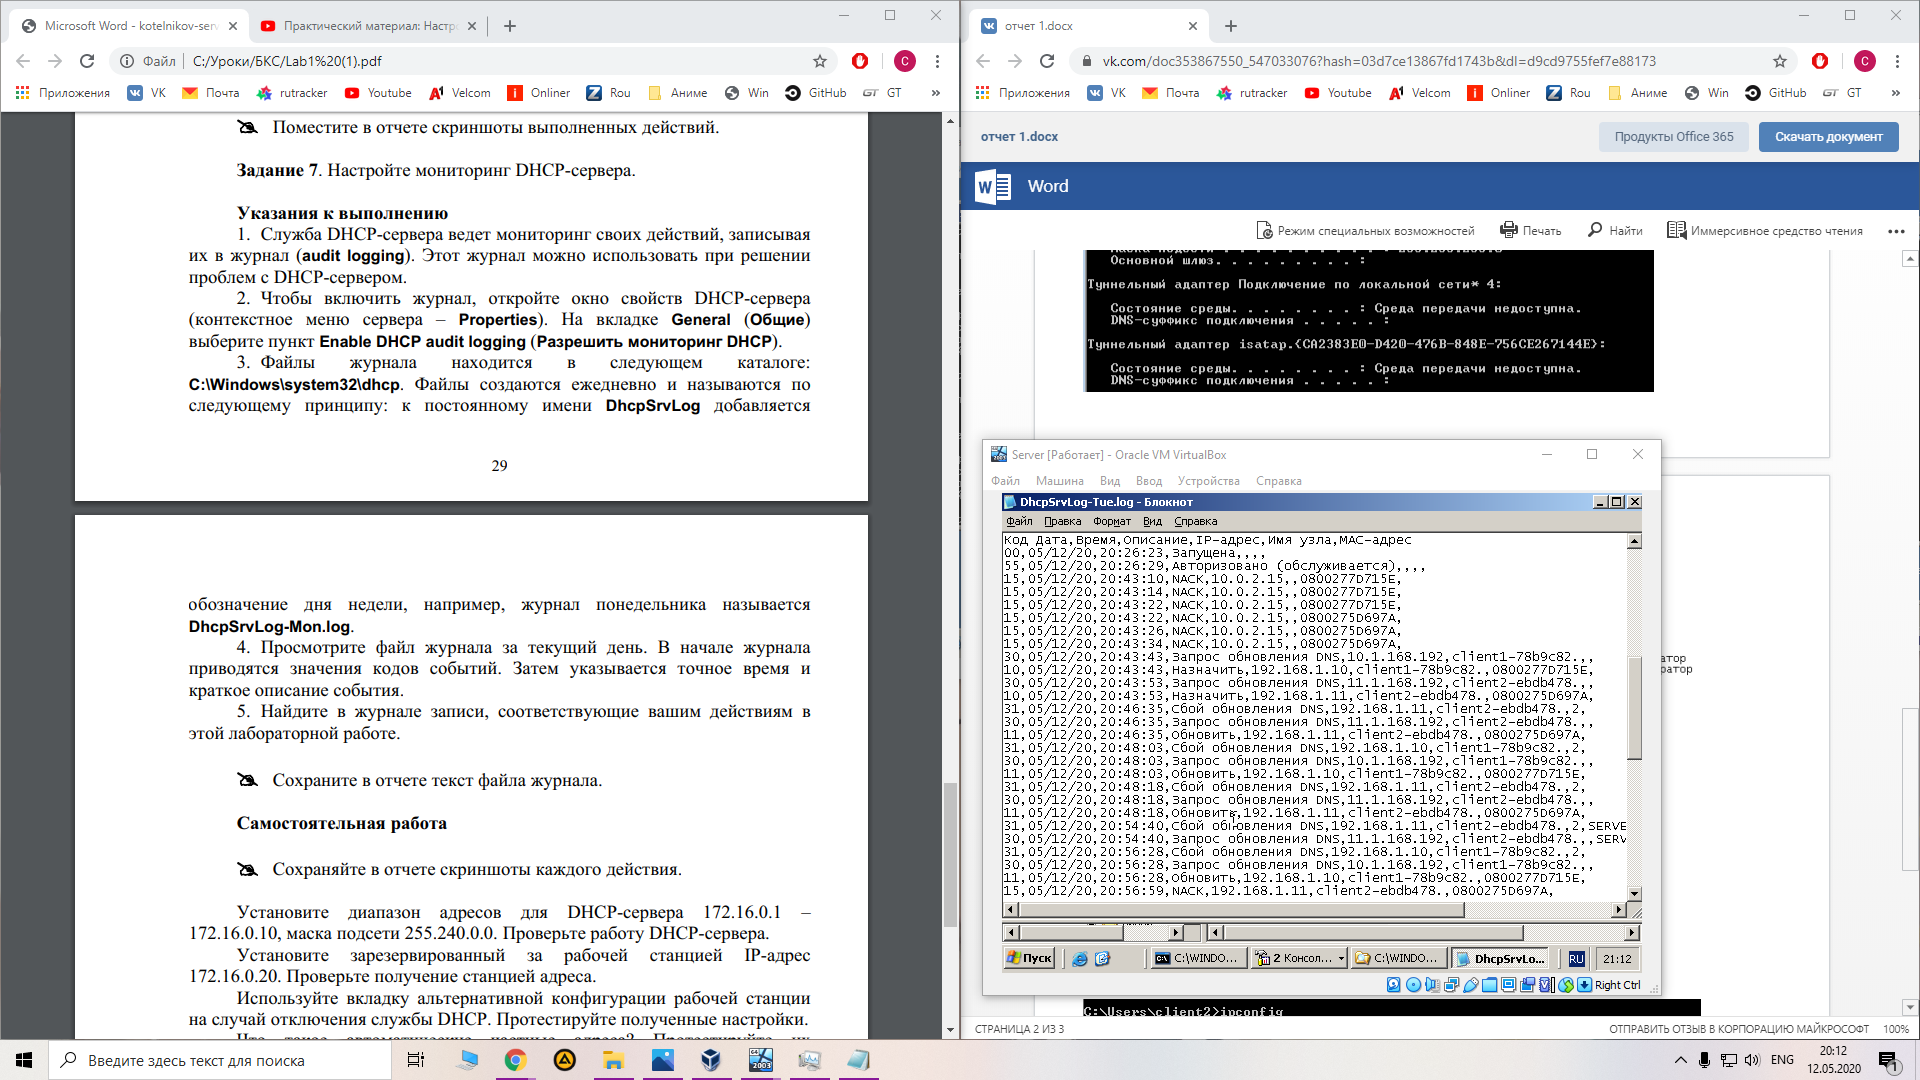 Microsoft Word - kotelnikov-serv
Практический материал: Настро
Файл
C:/Уроки/БКС/Lab1%20(1).pdf
C
Приложения
VK
Почта
rutracker
Youtube
Velcom
Onliner
Rou
Аниме
Win
GitHub
GT
»
Поместите в отчете скриншоты выполненных действий.
Задание 7. Настройте мониторинг DHCP-сервера.
Указания к выполнению
1. Служба DHCP-сервера ведет мониторинг своих действий, записывая
их в журнал (audit logging). Этот журнал можно использовать при решении
проблем с DHCP-сервером.
2. Чтобы включить журнал, откройте окно свойств DHCP-сервера
(контекстное меню сервера – Properties). На вкладке General (Общие)
выберите пункт Enable DHCP audit logging (Разрешить мониторинг DHCP).
3. Файлы журнала находится в следующем каталоге:
C:\Windows\system32\dhcp. Файлы создаются ежедневно и называются по
следующему принципу: к постоянному имени DhcpSrvLog добавляется
29
обозначение дня недели, например, журнал понедельника называется
DhcpSrvLog-Mon.log.
4. Просмотрите файл журнала за текущий день. В начале журнала
приводятся значения кодов событий. Затем указывается точное время и
краткое описание события.
5. Найдите в журнале записи, соответствующие вашим действиям в
этой лабораторной работе.
Сохраните в отчете текст файла журнала.
Самостоятельная работа
Сохраняйте в отчете скриншоты каждого действия.
Установите диапазон адресов для DHCP-сервера 172.16.0.1 –
172.16.0.10, маска подсети 255.240.0.0. Проверьте работу DHCP-сервера.
Установите зарезервированный за рабочей станцией IP-адрес
172.16.0.20. Проверьте получение станцией адреса.
Используйте вкладку альтернативной конфигурации рабочей станции
на случай отключения службы DHCP. Протестируйте полученные настройки.
отчет 1.docx
vk.com/doc353867550_547033076?hash=03d7ce13867fd1743b&dl=d9cd9755fef7e88173
C
Приложения
VK
Почта
rutracker
Youtube
Velcom
Onliner
Rou
Аниме
Win
GitHub
GT
»
отчет 1.docx
Продукты Office 365
Скачать документ
Word
Режим специальных возможностей
Печать
Найти
Иммерсивное средство чтения
Основной шлюз. . . . . . . . . :
Туннельный адаптер Подключение по локальной сети* 4:
Состояние среды. . . . . . . . : Среда передачи недоступна.
DNS-суффикс подключения . . . . . :
Туннельный адаптер isatap.{CA2383E0-D420-476B-848E-756CE267144E}:
Состояние среды. . . . . . . . : Среда передачи недоступна.
DNS-суффикс подключения . . . . . :
Server [Работает] - Oracle VM VirtualBox
Файл
Машина
Вид
Ввод
Устройства
Справка
DhcpSrvLog-Tue.log - Блокнот
Файл
Правка
Формат
Вид
Справка
Код Дата,Время,Описание,IP-адрес,Имя узла,MAC-адрес
00,05/12/20,20:26:23,Запущена,,,,
55,05/12/20,20:26:29,Авторизовано (обслуживается),,,,
15,05/12/20,20:43:10,NACK,10.0.2.15,,0800277D715E,
15,05/12/20,20:43:14,NACK,10.0.2.15,,0800277D715E,
15,05/12/20,20:43:22,NACK,10.0.2.15,,0800277D715E,
15,05/12/20,20:43:22,NACK,10.0.2.15,,0800275D697A,
15,05/12/20,20:43:26,NACK,10.0.2.15,,0800275D697A,
15,05/12/20,20:43:34,NACK,10.0.2.15,,0800275D697A,
30,05/12/20,20:43:43,Запрос обновления DNS,10.1.168.192,client1-78b9c82.,,
10,05/12/20,20:43:43,Назначить,192.168.1.10,client1-78b9c82.,0800277D715E,
30,05/12/20,20:43:53,Запрос обновления DNS,11.1.168.192,client2-ebdb478.,,
10,05/12/20,20:43:53,Назначить,192.168.1.11,client2-ebdb478.,0800275D697A,
31,05/12/20,20:46:35,Сбой обновления DNS,192.168.1.11,client2-ebdb478.,2,
30,05/12/20,20:46:35,Запрос обновления DNS,11.1.168.192,client2-ebdb478.,,
11,05/12/20,20:46:35,Обновить,192.168.1.11,client2-ebdb478.,0800275D697A,
31,05/12/20,20:48:03,Сбой обновления DNS,192.168.1.10,client1-78b9c82.,2,
30,05/12/20,20:48:03,Запрос обновления DNS,10.1.168.192,client1-78b9c82.,,
11,05/12/20,20:48:03,Обновить,192.168.1.10,client1-78b9c82.,0800277D715E,
31,05/12/20,20:48:18,Сбой обновления DNS,192.168.1.11,client2-ebdb478.,2,
30,05/12/20,20:48:18,Запрос обновления DNS,11.1.168.192,client2-ebdb478.,,
11,05/12/20,20:48:18,Обновить,192.168.1.11,client2-ebdb478.,0800275D697A,
31,05/12/20,20:54:40,Сбой обновления DNS,192.168.1.11,client2-ebdb478.,2,SERVE
30,05/12/20,20:54:40,Запрос обновления DNS,11.1.168.192,client2-ebdb478.,,SERV
31,05/12/20,20:56:28,Сбой обновления DNS,192.168.1.10,client1-78b9c82.,2,
30,05/12/20,20:56:28,Запрос обновления DNS,10.1.168.192,client1-78b9c82.,,
11,05/12/20,20:56:28,Обновить,192.168.1.10,client1-78b9c82.,0800277D715E,
15,05/12/20,20:56:59,NACK,192.168.1.11,client2-ebdb478.,0800275D697A,
атор
ратор
Пуск
C:\WINDO...
2 Консол...
C:\WINDO...
DhcpSrvLo...
RU
21:12
Right Ctrl
C:\Users\client2>ipconfig
СТРАНИЦА 2 ИЗ 3
ОТПРАВИТЬ ОТЗЫВ В КОРПОРАЦИЮ МАЙКРОСОФТ
100%
Введите здесь текст для поиска
2003
ENG
20:12
12.05.2020
1